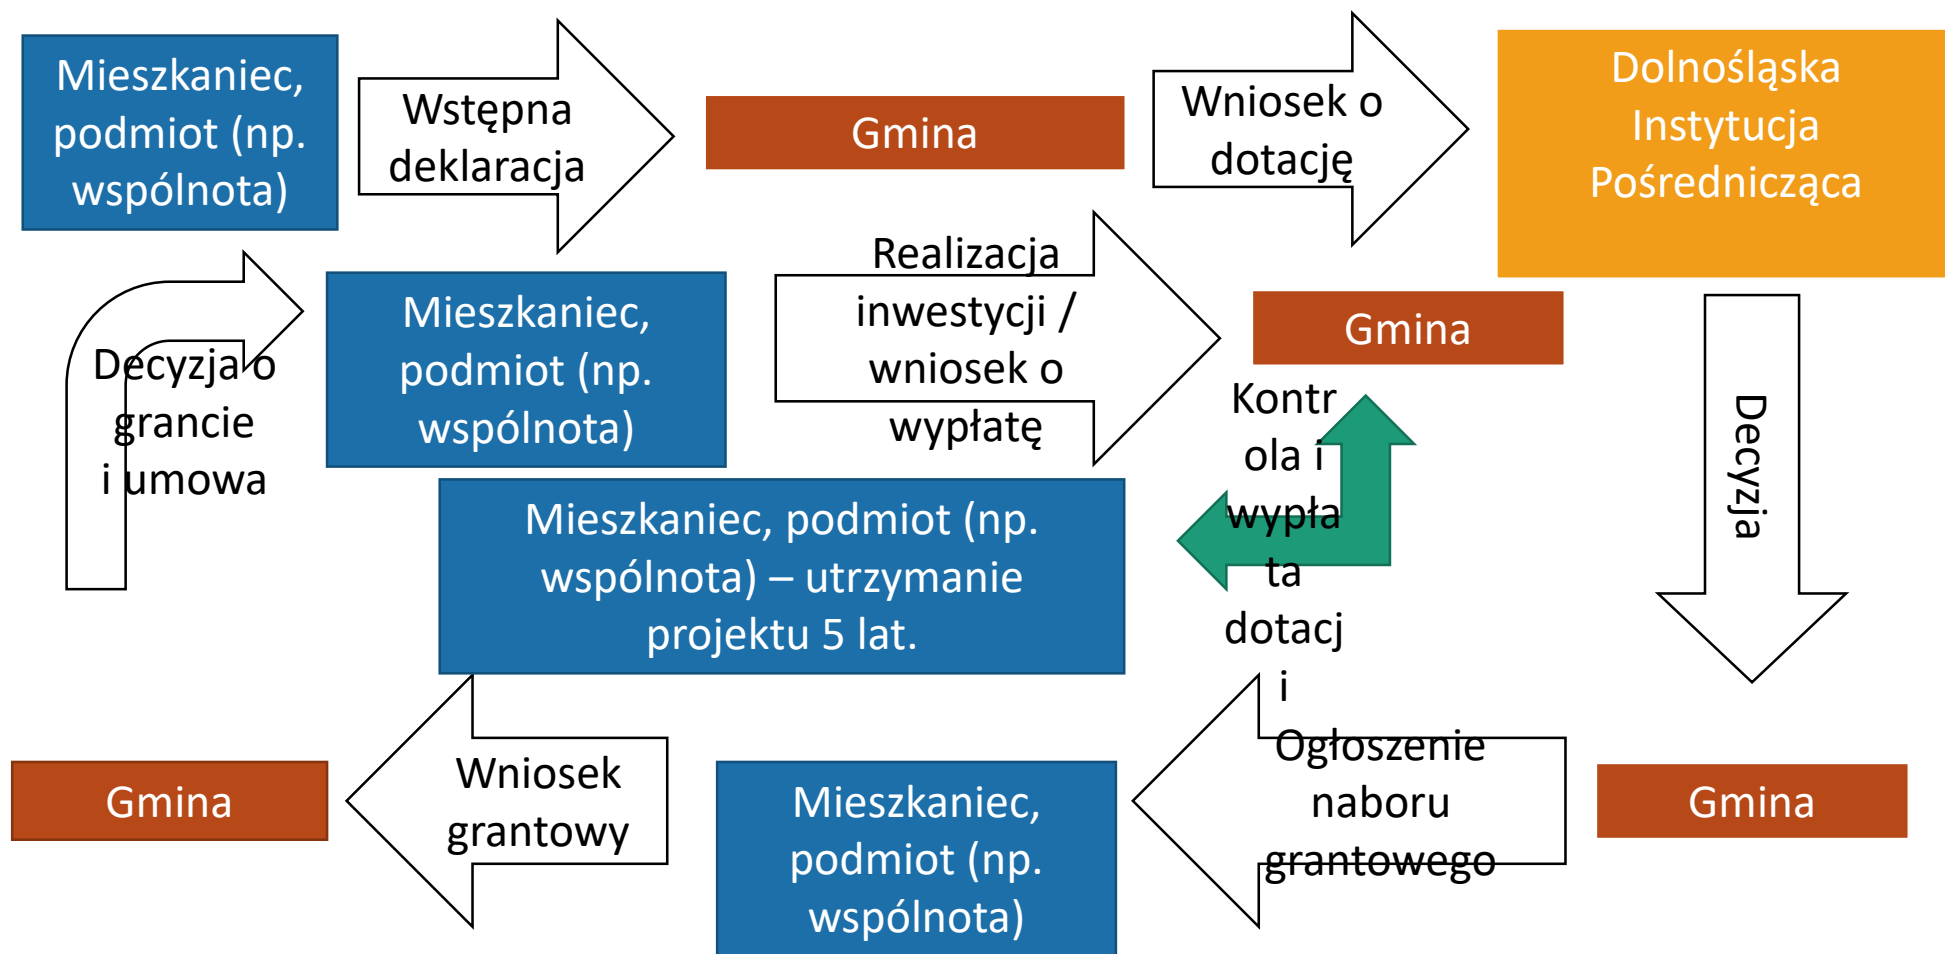 Mieszkaniec,
podmiot (np.
wspólnota)
Wstępna
deklaracja
Gmina
Wniosek o
dotację
Dolnośląska
Instytucja
Pośrednicząca
Decyzja o
grancie
i umowa
Mieszkaniec,
podmiot (np.
wspólnota)
Realizacja
inwestycji /
wniosek o
wypłatę
Gmina
Kontr
ola i
wypła
ta
dotacj
i
Decyzja
Mieszkaniec, podmiot (np.
wspólnota) – utrzymanie
projektu 5 lat.
Gmina
Wniosek
grantowy
Mieszkaniec,
podmiot (np.
wspólnota)
Ogłoszenie
naboru
grantowego
Gmina